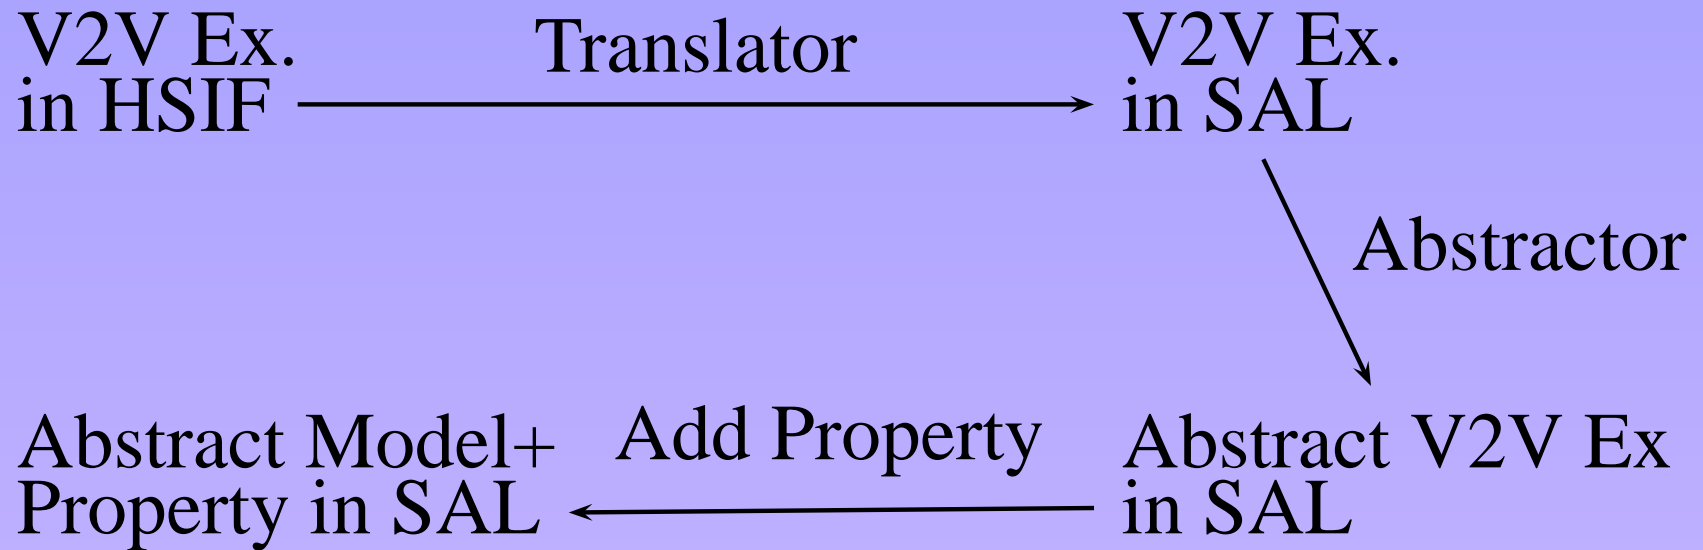 V2V Ex.
in HSIF
Translator
V2V Ex.
in SAL
Abstractor
Abstract Model+
Property in SAL
Add Property
Abstract V2V Ex
in SAL